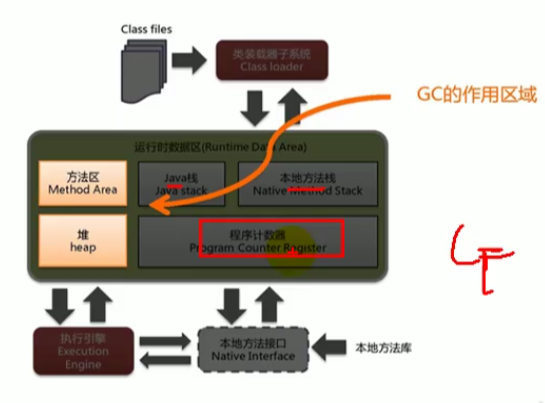 Class files
类装载器子系统
Class loader
GC的作用区域
运行时数据区(Runtime Data Area)
方法区
Method Area
Java栈
Java stack
本地方法栈
Native Method Stack
堆
heap
程序计数器
Program Counter Register
执行引擎
Execution
Engine
本地方法接口
Native Interface
本地方法库